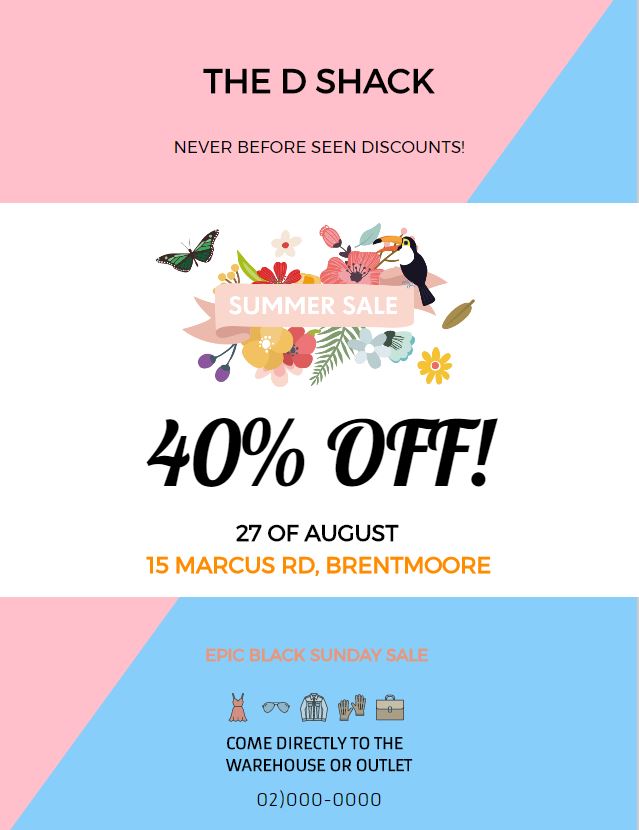 THE D SHACK
NEVER BEFORE SEEN DISCOUNTS!
SUMMER SALE
40% OFF!
27 OF AUGUST
15 MARCUS RD, BRENTMOORE
EPIC BLACK SUNDAY SALE
COME DIRECTLY TO THE
WAREHOUSE OR OUTLET
02)000-0000